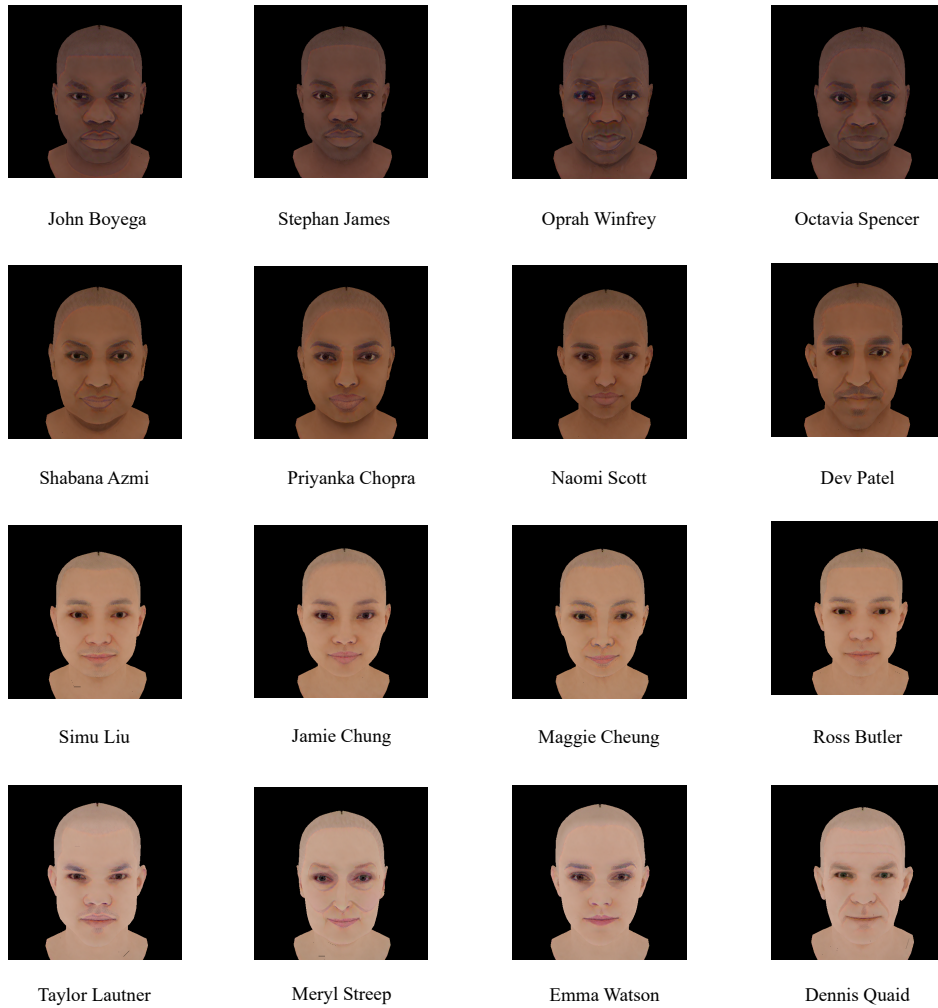 John Boyega
Stephan James
Oprah Winfrey
Octavia Spencer
Shabana Azmi
Priyanka Chopra
Naomi Scott
Dev Patel
Simu Liu
Jamie Chung
Maggie Cheung
Ross Butler
Taylor Lautner
Meryl Streep
Emma Watson
Dennis Quaid